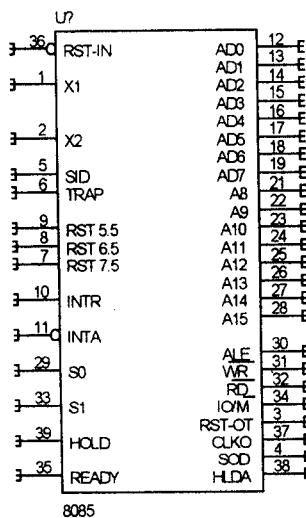 U?
36 RST-IN
1 X1
2 X2
5 SID
6 TRAP
9 RST 5.5
8 RST 6.5
7 RST 7.5
10 INTR
11 INTA
29 S0
33 S1
39 HOLD
35 READY
AD0 12
AD1 13
AD2 14
AD3 15
AD4 16
AD5 17
AD6 18
AD7 19
A8 21
A9 22
A10 23
A11 24
A12 25
A13 26
A14 27
A15 28
ALE 30
WR 31
RD 32
IO/M 34
RST-OT 3
CLKO 37
SOD 4
HLDA 38
8085